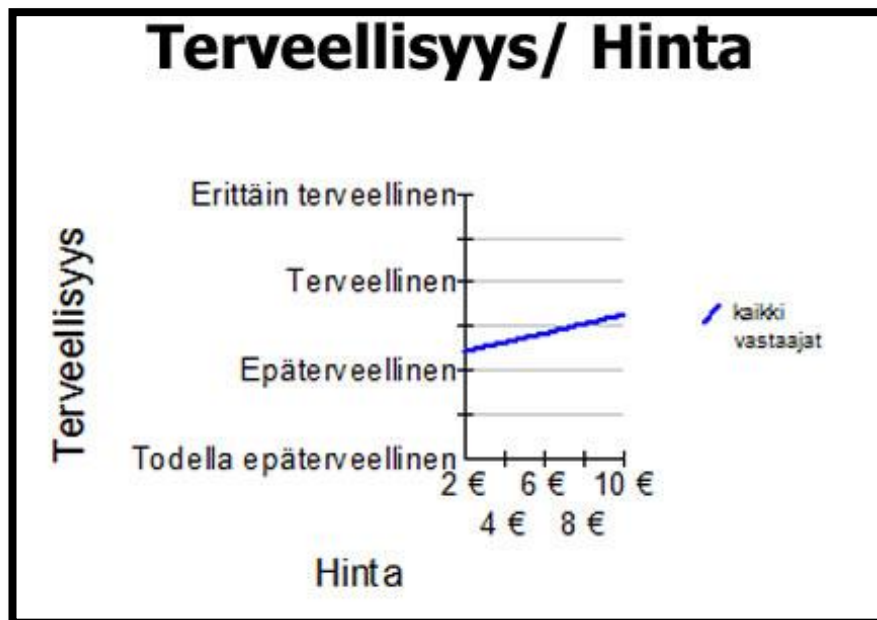 Terveellisyys/ Hinta
Erittäin terveellinen
Terveellinen
Epäterveellinen
Todella epäterveellinen
Terveellisyys
2 € 6 € 10 €
4 € 8 €
Hinta
kaikki
vastaajat